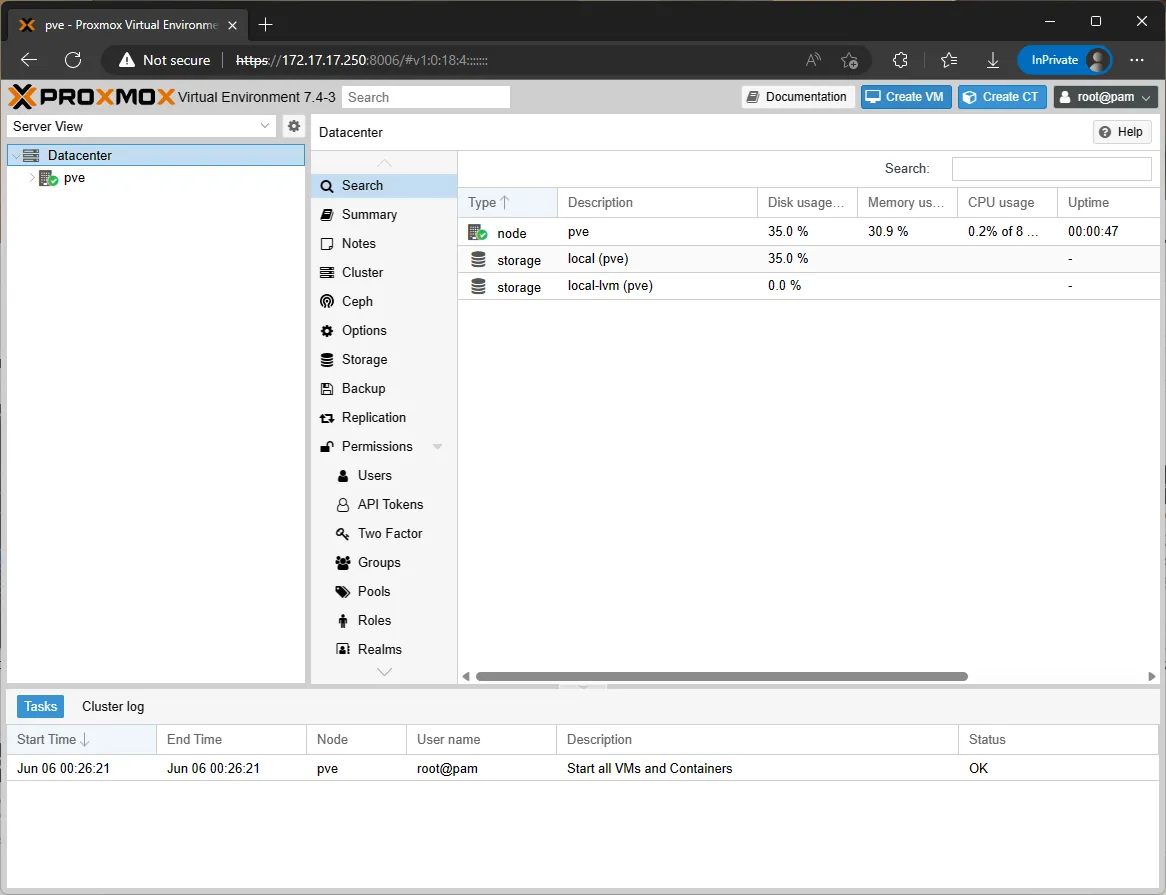 pve - Proxmox Virtual Environme
Not secure https://172.17.17.250:8006/#v1:0:18:4:::::::
InPrivate
PROXMOX Virtual Environment 7.4-3 Search
Documentation Create VM Create CT root@pam
Server View
Datacenter
pve
Datacenter Help
Search
Summary
Notes
Cluster
Ceph
Options
Storage
Backup
Replication
Permissions
Users
API Tokens
Two Factor
Groups
Pools
Roles
Realms
Search:
Type Description Disk usage... Memory us... CPU usage Uptime
node pve 35.0 % 30.9 % 0.2% of 8 ... 00:00:47
storage local (pve) 35.0 % -
storage local-lvm (pve) 0.0 % -
Tasks Cluster log
Start Time End Time Node User name Description Status
Jun 06 00:26:21 Jun 06 00:26:21 pve root@pam Start all VMs and Containers OK